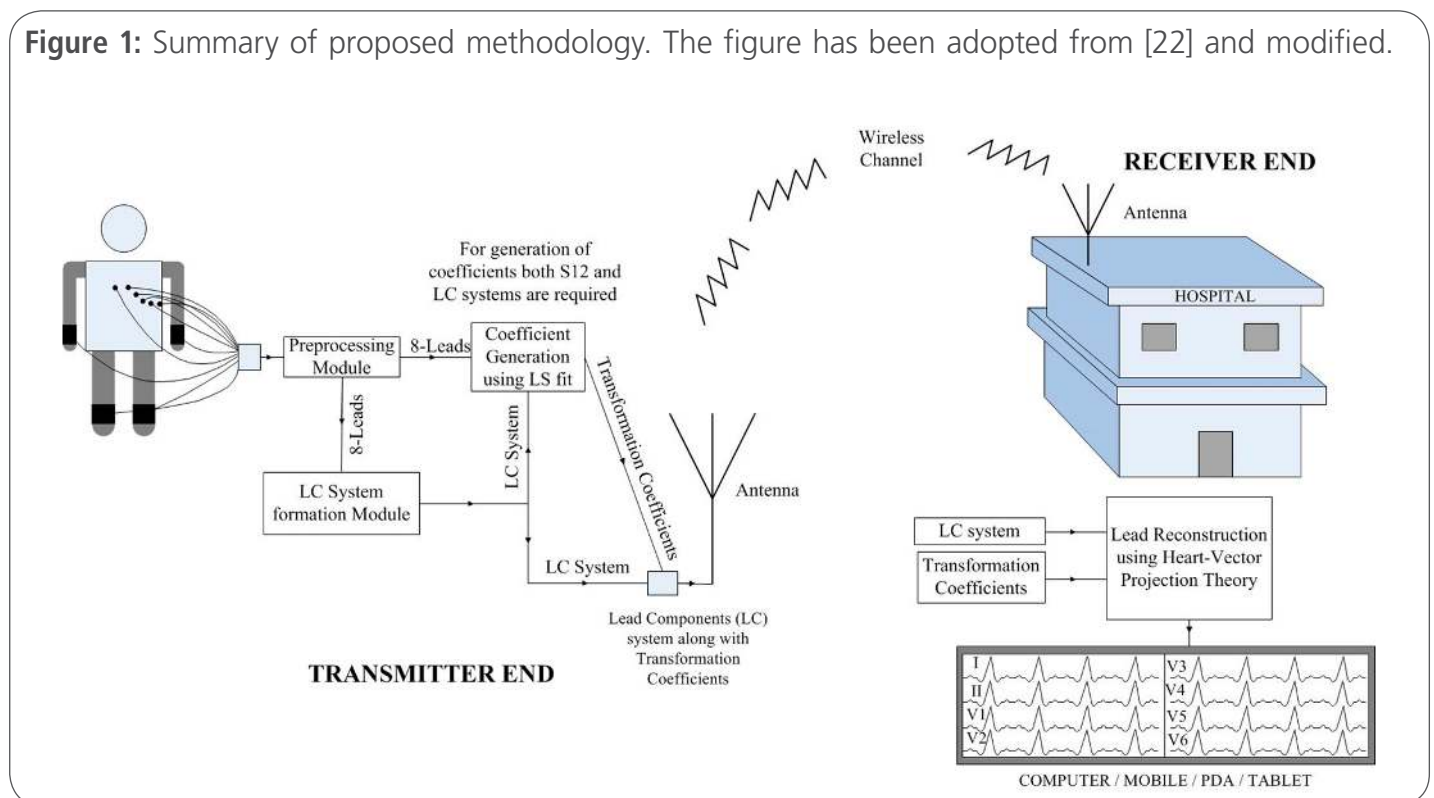 Figure 1: Summary of proposed methodology. The figure has been adopted from [22] and modified.
Wireless
Channel
RECEIVER END
Antenna
HOSPITAL
For generation of
coefficients both S12 and
LC systems are required
Preprocessing
Module
8-Leads
Coefficient
Generation
using LS fit
8-Leads
LC System
Transformation Coefficients
LC System
formation Module
Antenna
LC System
Lead Components (LC)
system along with
Transformation
Coefficients
TRANSMITTER END
LC system
Transformation
Coefficients
Lead Reconstruction
using Heart-Vector
Projection Theory
I
II
V1
V2
V3
V4
V5
V6
COMPUTER / MOBILE / PDA / TABLET